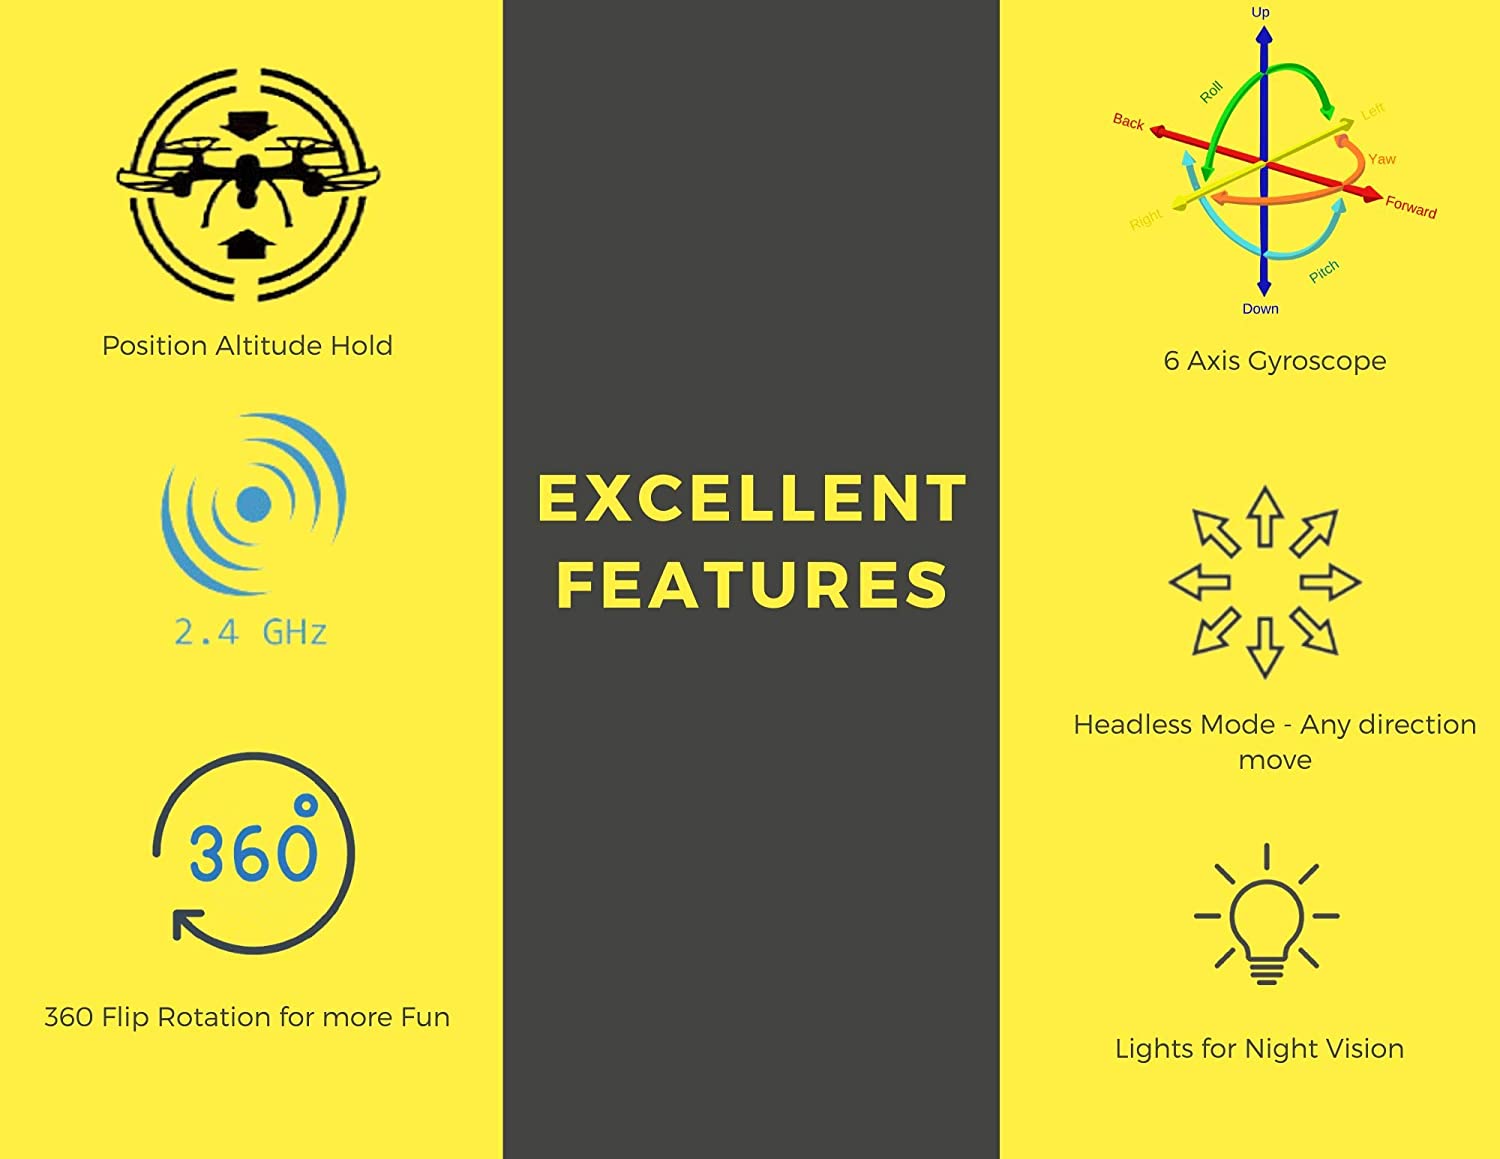 Position Altitude Hold
2.4 GHz
360°
360 Flip Rotation for more Fun
EXCELLENT
FEATURES
Up
Roll
Left
Back
Yaw
Right
Forward
Pitch
Down
6 Axis Gyroscope
Headless Mode - Any direction
move
Lights for Night Vision